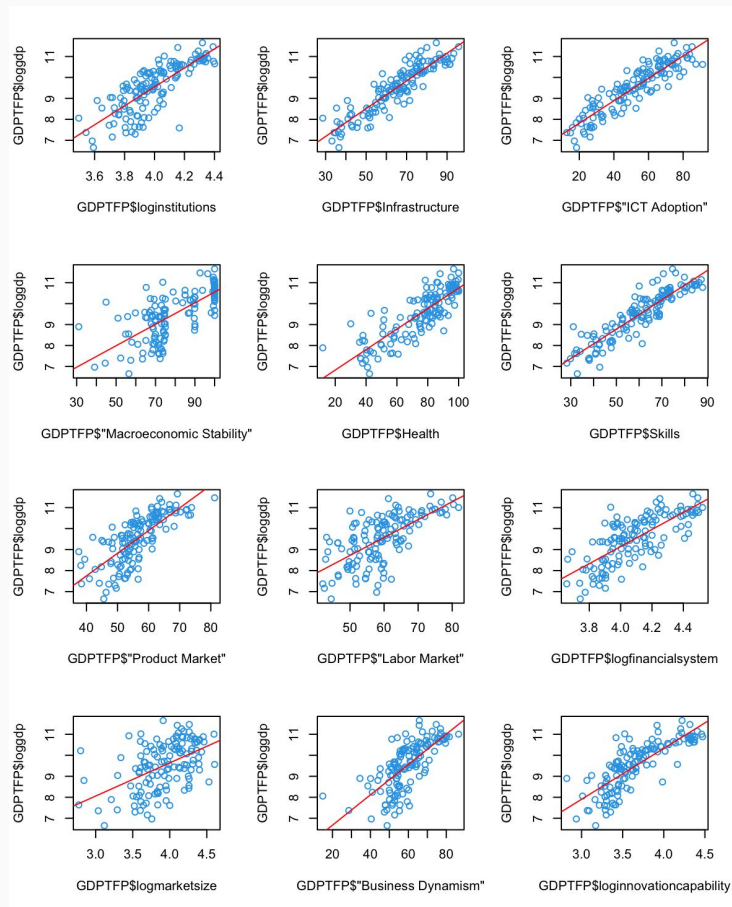 GDPTFP$loggdp
7 8 9 11
3.6 3.8 4.0 4.2 4.4
GDPTFP$loginstitutions
GDPTFP$loggdp
7 8 9 11
30 50 70 90
GDPTFP$Infrastructure
GDPTFP$loggdp
7 8 9 11
20 40 60 80
GDPTFP$"ICT Adoption"
GDPTFP$loggdp
7 8 9 11
30 50 70 90
GDPTFP$"Macroeconomic Stability"
GDPTFP$loggdp
7 8 9 11
20 40 60 80 100
GDPTFP$Health
GDPTFP$loggdp
7 8 9 11
30 50 70 90
GDPTFP$Skills
GDPTFP$loggdp
7 8 9 11
40 50 60 70 80
GDPTFP$"Product Market"
GDPTFP$loggdp
7 8 9 11
50 60 70 80
GDPTFP$"Labor Market"
GDPTFP$loggdp
7 8 9 11
3.8 4.0 4.2 4.4
GDPTFP$logfinancialsystem
GDPTFP$loggdp
7 8 9 11
3.0 3.5 4.0 4.5
GDPTFP$logmarketsize
GDPTFP$loggdp
7 8 9 11
20 40 60 80
GDPTFP$"Business Dynamism"
GDPTFP$loggdp
7 8 9 11
3.0 3.5 4.0 4.5
GDPTFP$loginnovationcapability